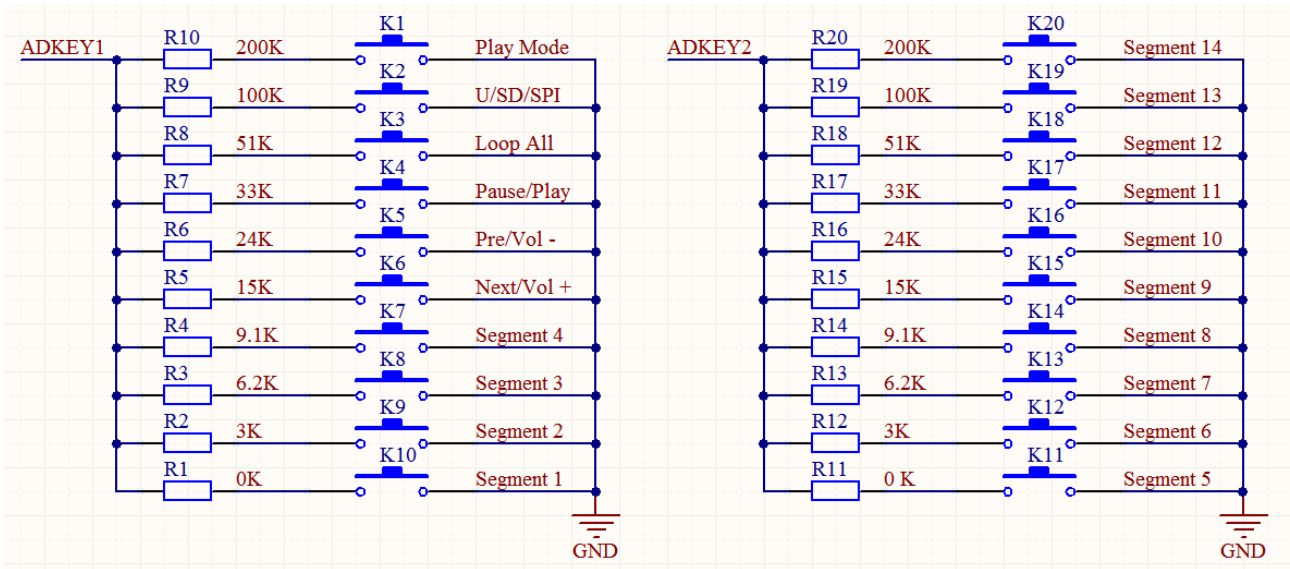 K1 K20
ADKEY1 R10 200K Play Mode ADKEY2 R20 200K Segment 14
K2 K19
R9 100K U/SD/SPI R19 100K Segment 13
K3 K18
R8 51K Loop All R18 51K Segment 12
K4 K17
R7 33K Pause/Play R17 33K Segment 11
K5 K16
R6 24K Pre/Vol - R16 24K Segment 10
K6 K15
R5 15K Next/Vol + R15 15K Segment 9
K7 K14
R4 9.1K Segment 4 R14 9.1K Segment 8
K8 K13
R3 6.2K Segment 3 R13 6.2K Segment 7
K9 K12
R2 3K Segment 2 R12 3K Segment 6
K10 K11
R1 0K Segment 1 R11 0 K Segment 5
GND GND